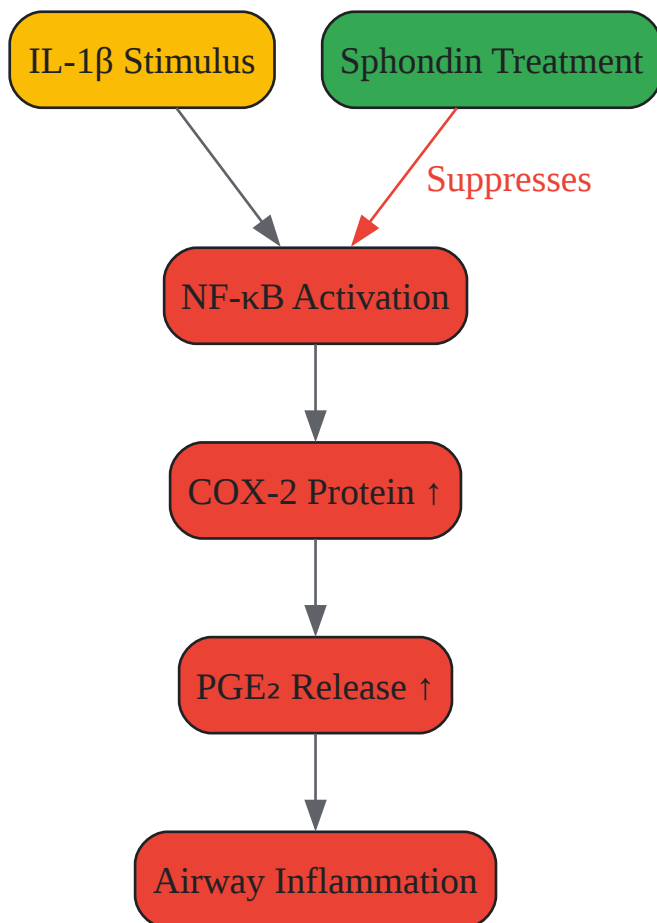 IL-1β Stimulus
Sphondin Treatment
Suppresses
NF-κB Activation
COX-2 Protein ↑
PGE₂ Release ↑
Airway Inflammation